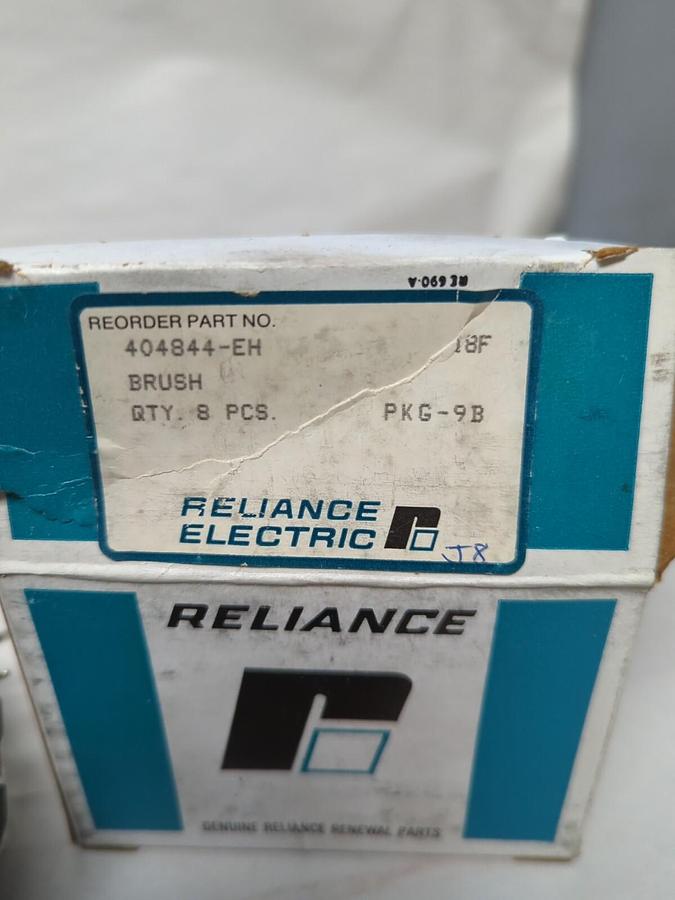 RE 690-A
REORDER PART NO.
404844-EH 18F
BRUSH
QTY. 8 PCS. PKG-9B
RELIANCE
ELECTRIC
J8
RELIANCE
GENUINE RELIANCE RENEWAL PARTS